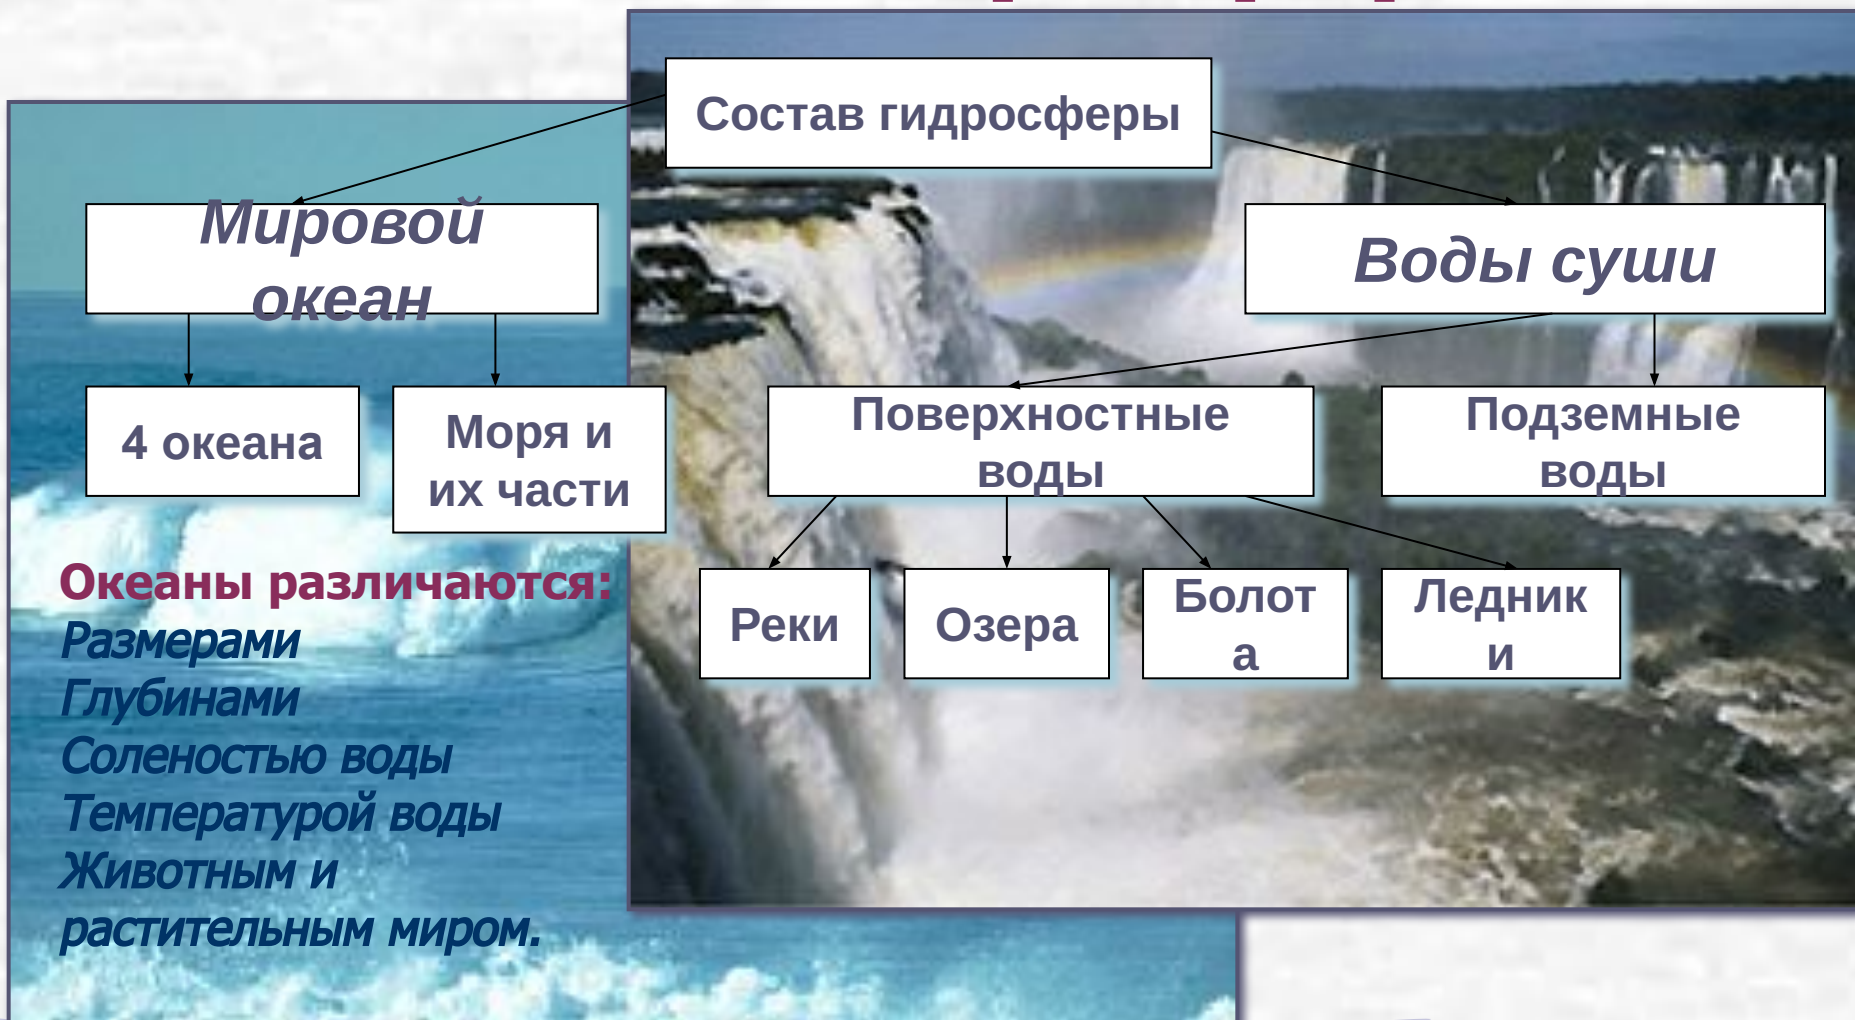 Состав гидросферы
Мировой
океан
Воды суши
4 океана
Моря и
их части
Поверхностные
воды
Подземные
воды
Реки
Озера
Болот
а
Ледник
и
Океаны различаются:
Размерами
Глубинами
Соленостью воды
Температурой воды
Животным и
растительным миром.